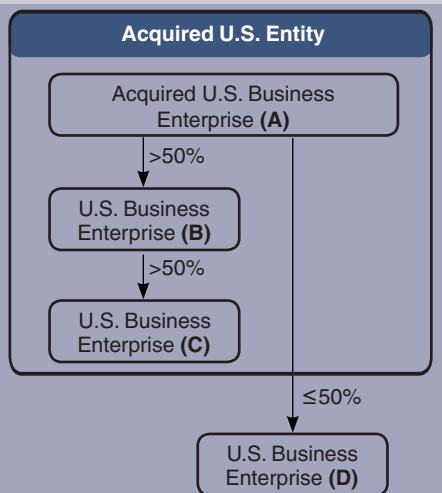 Acquired U.S. Entity
Acquired U.S. Business
Enterprise (A)
>50%
U.S. Business
Enterprise (B)
>50%
U.S. Business
Enterprise (C)
≤50%
U.S. Business
Enterprise (D)